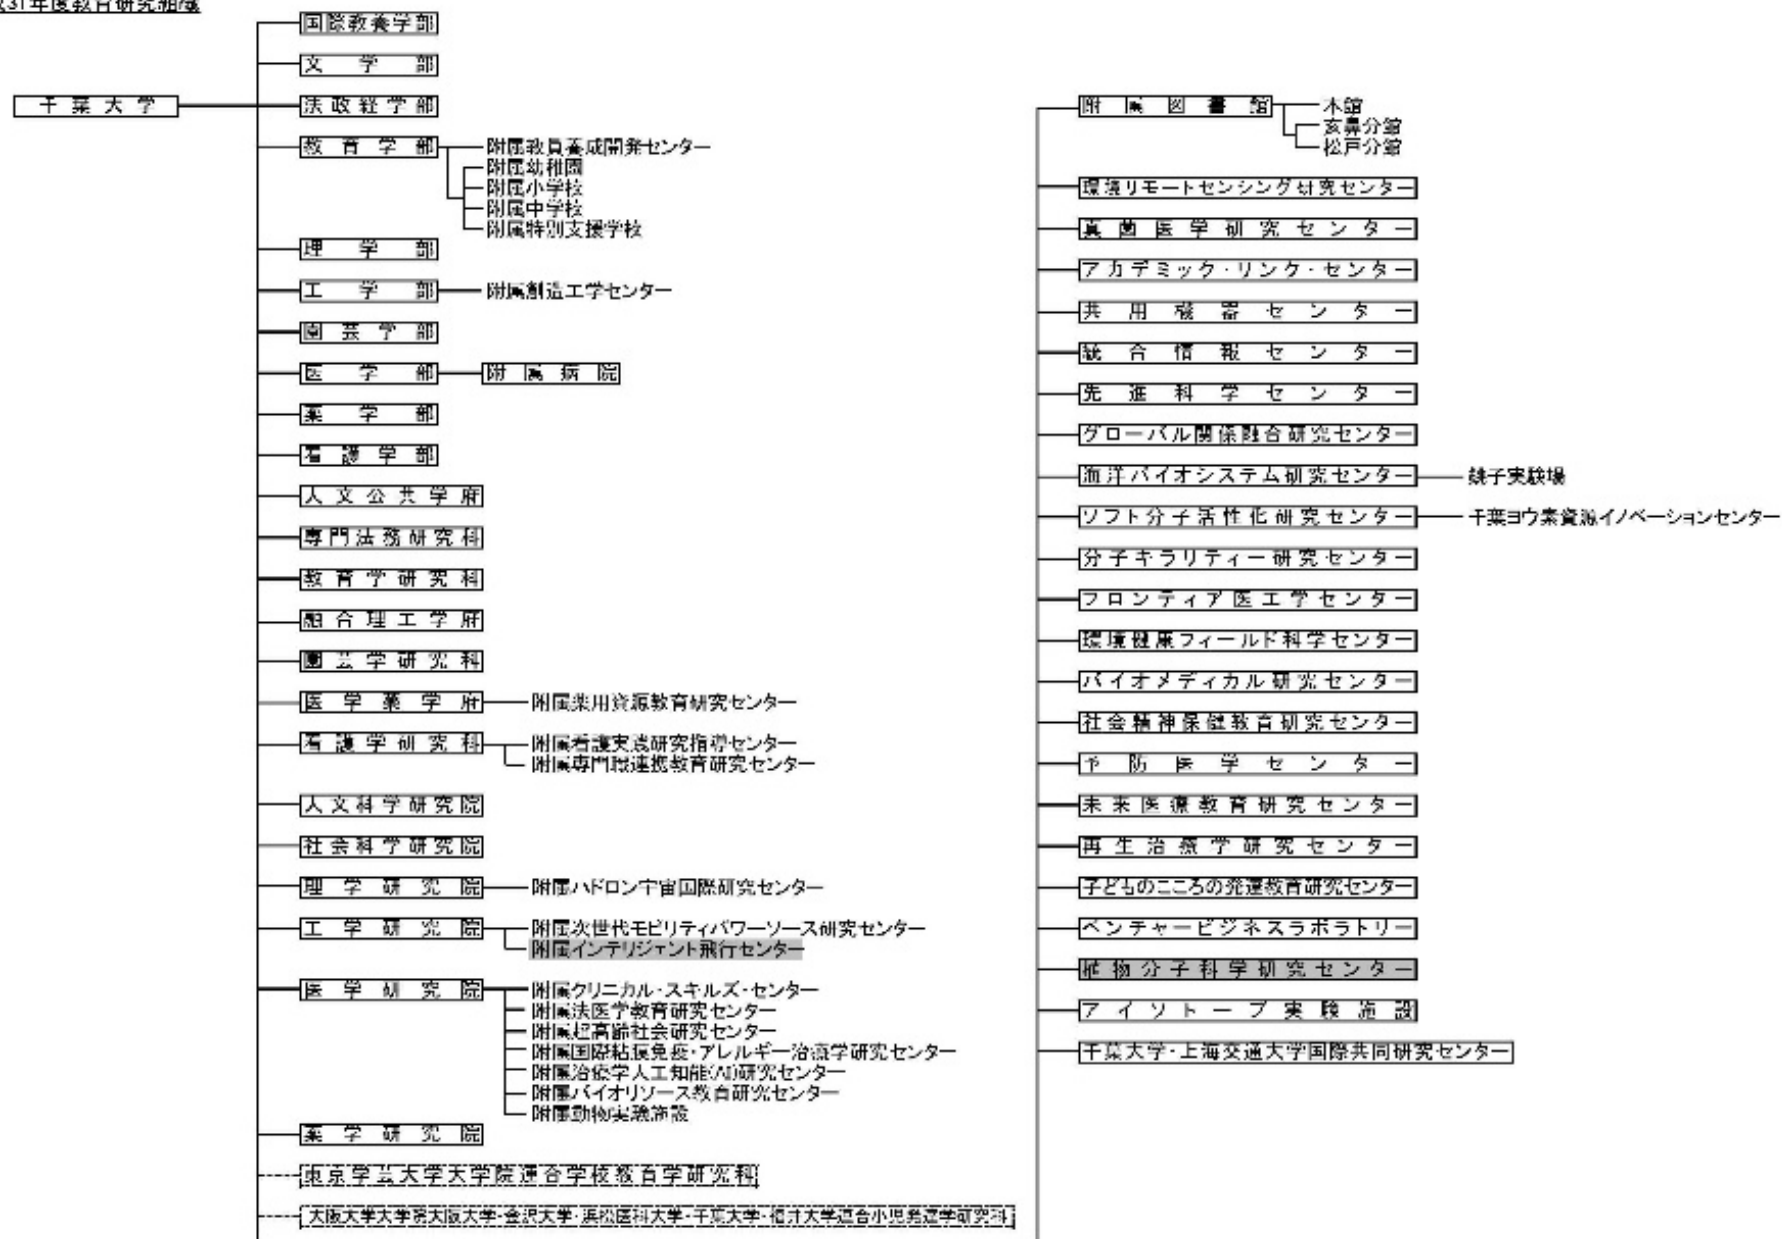 31年度教育研究組織
千葉大学
国際教養学部
文学部
法政経学部
教育学部
附属教員養成開発センター
附属幼稚園
附属小学校
附属中学校
附属特別支援学校
理学部
工学部
附属創造工学センター
園芸学部
医学部
附属病院
薬学部
看護学部
人文公共学府
専門法務研究科
教育学研究科
融合理工学府
園芸学研究科
医学薬学府
附属薬用資源教育研究センター
看護学研究科
附属看護実践研究指導センター
附属専門職連携教育研究センター
人文科学研究院
社会科学研究院
理学研究院
附属ハドロン宇宙国際研究センター
工学研究院
附属次世代モビリティパワーソース研究センター
附属インテリジェント飛行センター
医学研究院
附属クリニカル・スキルズ・センター
附属法医学教育研究センター
附属超高齢社会研究センター
附属国際粘膜免疫・アレルギー治療学研究センター
附属治療学人工知能(AI)研究センター
附属バイオリソース教育研究センター
附属動物実験施設
薬学研究院
東京学芸大学大学院連合学校教育学研究科
大阪大学大学院大阪大学・金沢大学・浜松医科大学・千葉大学・福井大学連合小児発達学研究科
附属図書館
本館
亥鼻分館
松戸分館
環境リモートセンシング研究センター
真菌医学研究センター
アカデミック・リンク・センター
共用機器センター
統合情報センター
先進科学センター
グローバル関係融合研究センター
海洋バイオシステム研究センター
銚子実験場
ソフト分子活性化研究センター
千葉ヨウ素資源イノベーションセンター
分子キラリティー研究センター
フロンティア医工学センター
環境健康フィールド科学センター
バイオメディカル研究センター
社会精神保健教育研究センター
予防医学センター
未来医療教育研究センター
再生治療学研究センター
子どものこころの発達教育研究センター
ベンチャービジネスラボラトリー
植物分子科学研究センター
アイソトープ実験施設
千葉大学・上海交通大学国際共同研究センター